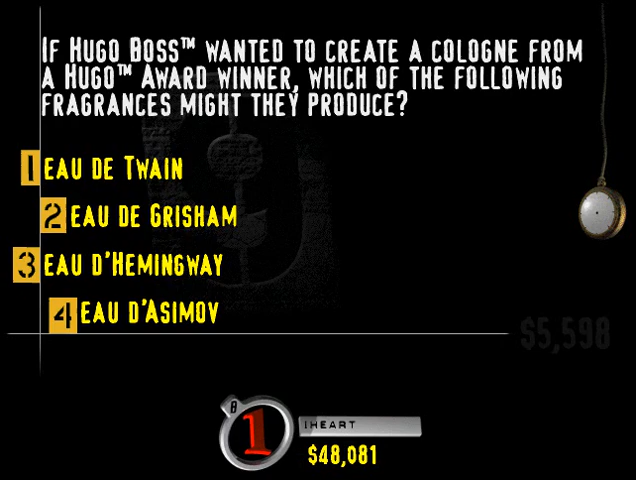 If Hugo Boss™ wanted to create a cologne from
a Hugo™ Award winner, which of the following
fragrances might they produce?
1 eau de Twain
2 eau de Grisham
3 eau d'Hemingway
4 eau d'Asimov
$5,598
B
1 IHEART
$48,081